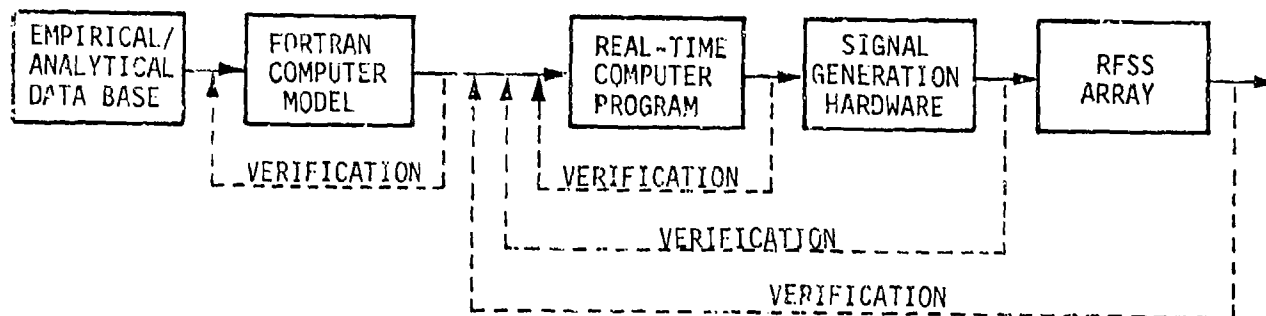 EMPIRICAL/
ANALYTICAL
DATA BASE
FORTRAN
COMPUTER
MODEL
REAL-TIME
COMPUTER
PROGRAM
SIGNAL
GENERATION
HARDWARE
RFSS
ARRAY
VERIFICATION
VERIFICATION
VERIFICATION
VERIFICATION